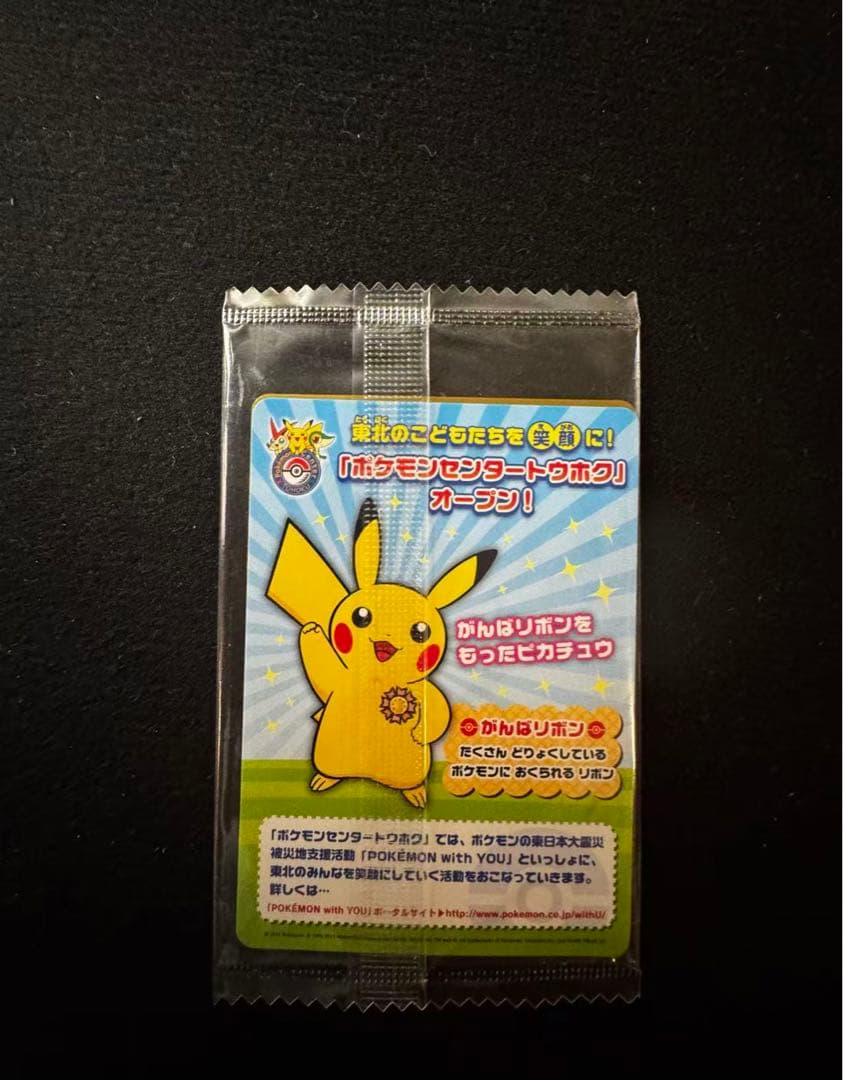 東北のこどもたちを笑顔に！
「ポケモンセンタートウホク」
オープン！
がんばリボンを
もったピカチュウ
がんばリボン
たくさん どりょくしている
ポケモンに おくられる リボン
「ポケモンセンタートウホク」では、ポケモンの東日本大震災
被災地支援活動「POKÉMON with YOU」といっしょに、
東北のみんなを笑顔にしていく活動をおこなっていきます。
詳しくは…
「POKÉMON with YOU」ポータルサイト▶http://www.pokemon.co.jp/withU/